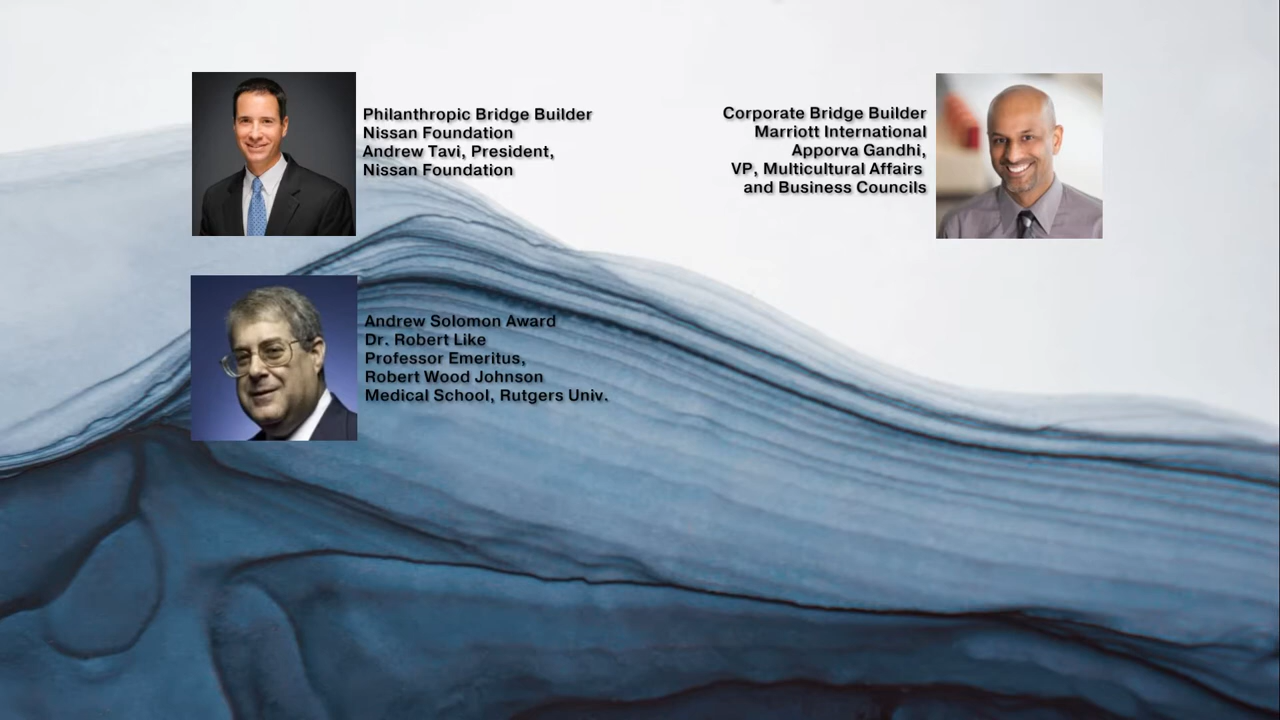 Philanthropic Bridge Builder
Nissan Foundation
Andrew Tavi, President,
Nissan Foundation
Corporate Bridge Builder
Marriott International
Apporva Gandhi,
VP, Multicultural Affairs
and Business Councils
Andrew Solomon Award
Dr. Robert Like
Professor Emeritus,
Robert Wood Johnson
Medical School, Rutgers Univ.